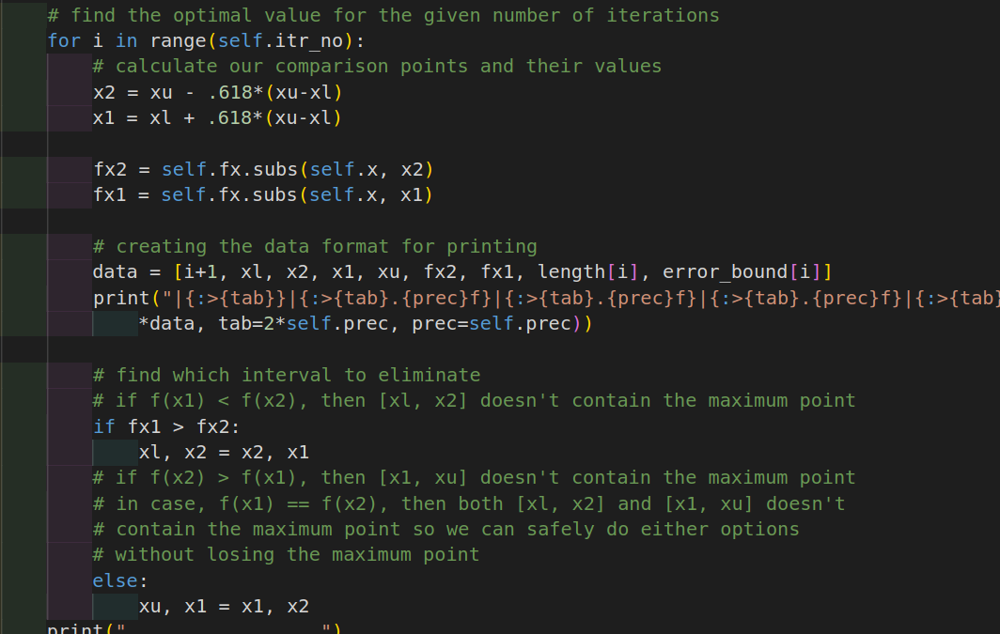 # find the optimal value for the given number of iterations
for i in range(self.itr_no):
# calculate our comparison points and their values
x2 = xu - .618*(xu-xl)
x1 = xl + .618*(xu-xl)
fx2 = self.fx.subs(self.x, x2)
fx1 = self.fx.subs(self.x, x1)
# creating the data format for printing
data = [i+1, xl, x2, x1, xu, fx2, fx1, length[i], error_bound[i]]
print("|{:>{tab}}|{:>{tab}.{prec}f}|{:>{tab}.{prec}f}|{:>{tab}.{prec}f}|{:>{tab}
*data, tab=2*self.prec, prec=self.prec))
# find which interval to eliminate
# if f(x1) < f(x2), then [xl, x2] doesn't contain the maximum point
if fx1 > fx2:
xl, x2 = x2, x1
# if f(x2) > f(x1), then [x1, xu] doesn't contain the maximum point
# in case, f(x1) == f(x2), then both [xl, x2] and [x1, xu] doesn't
# contain the maximum point so we can safely do either options
# without losing the maximum point
else:
xu, x1 = x1, x2
print("                 ")